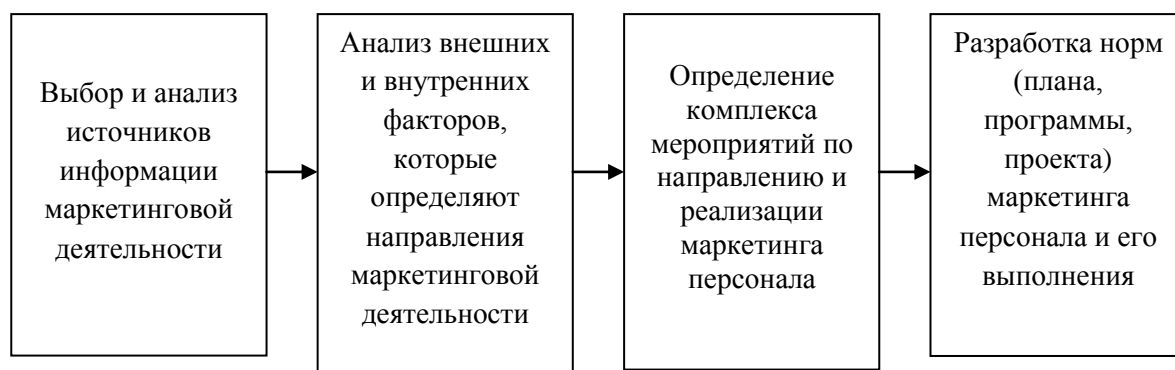 Выбор и анализ
источников
информации
маркетинговой
деятельности
Анализ внешних
и внутренних
факторов,
которые
определяют
направления
маркетинговой
деятельности
Определение
комплекса
мероприятий по
направлению и
реализации
маркетинга
персонала
Разработка норм
(плана,
программы,
проекта)
маркетинга
персонала и его
выполнения